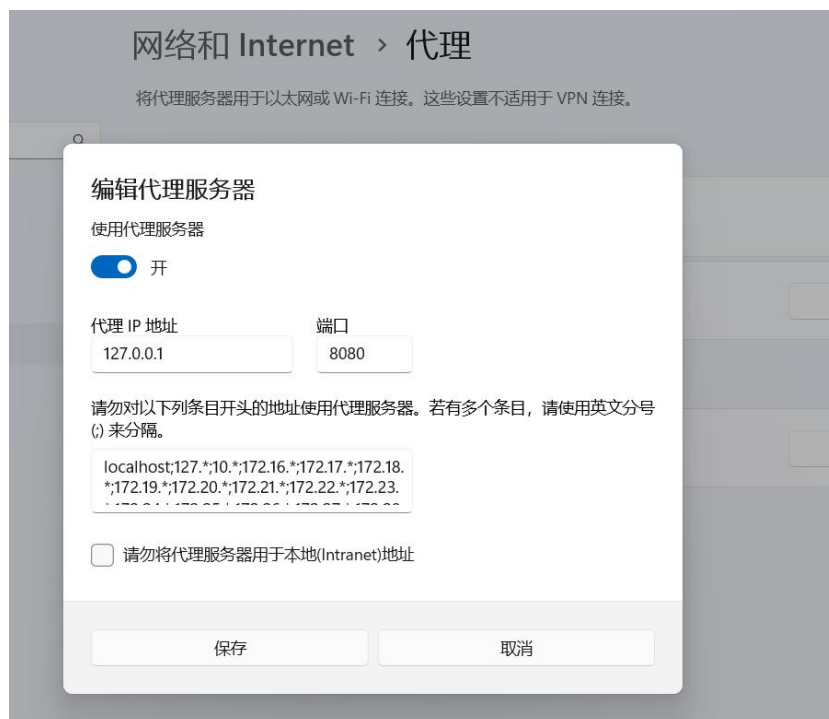 网络和 Internet › 代理
将代理服务器用于以太网或 Wi-Fi 连接。这些设置不适用于 VPN 连接。
编辑代理服务器
使用代理服务器
开
代理 IP 地址 端口
127.0.0.1 8080
请勿对以下列条目开头的地址使用代理服务器。若有多个条目，请使用英文分号
(;) 来分隔。
localhost;127.*;10.*;172.16.*;172.17.*;172.18.
*;172.19.*;172.20.*;172.21.*;172.22.*;172.23.
请勿将代理服务器用于本地(Intranet)地址
保存 取消